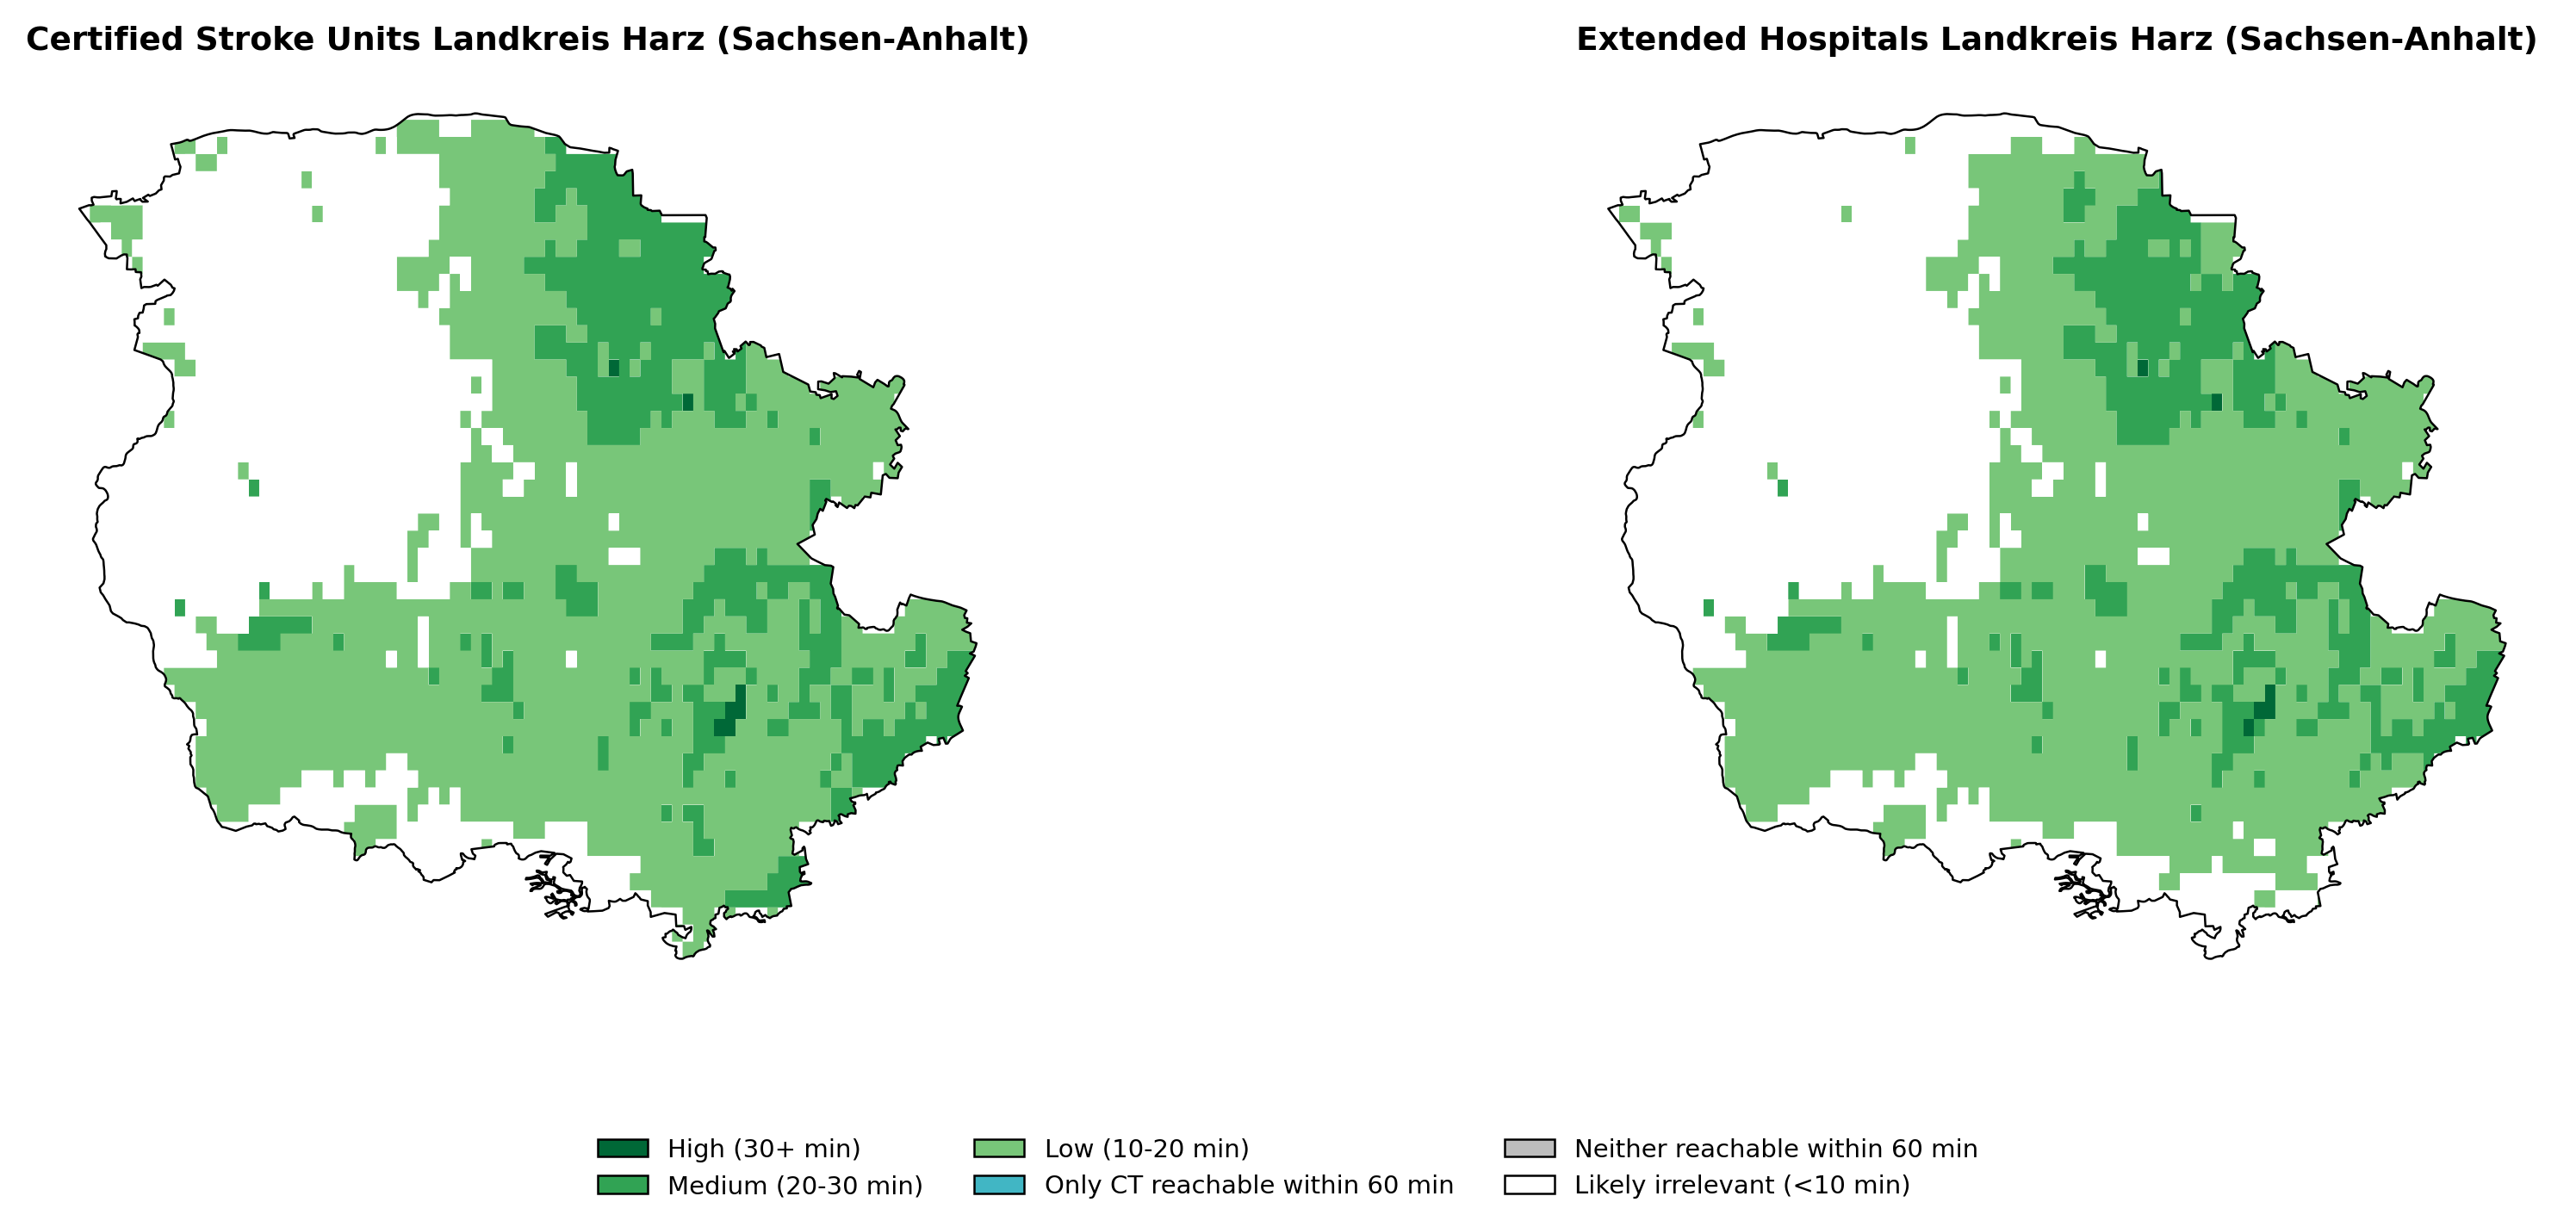 Certified Stroke Units Landkreis Harz (Sachsen-Anhalt)
Extended Hospitals Landkreis Harz (Sachsen-Anhalt)
High (30+ min)
Medium (20-30 min)
Low (10-20 min)
Only CT reachable within 60 min
Neither reachable within 60 min
Likely irrelevant (<10 min)